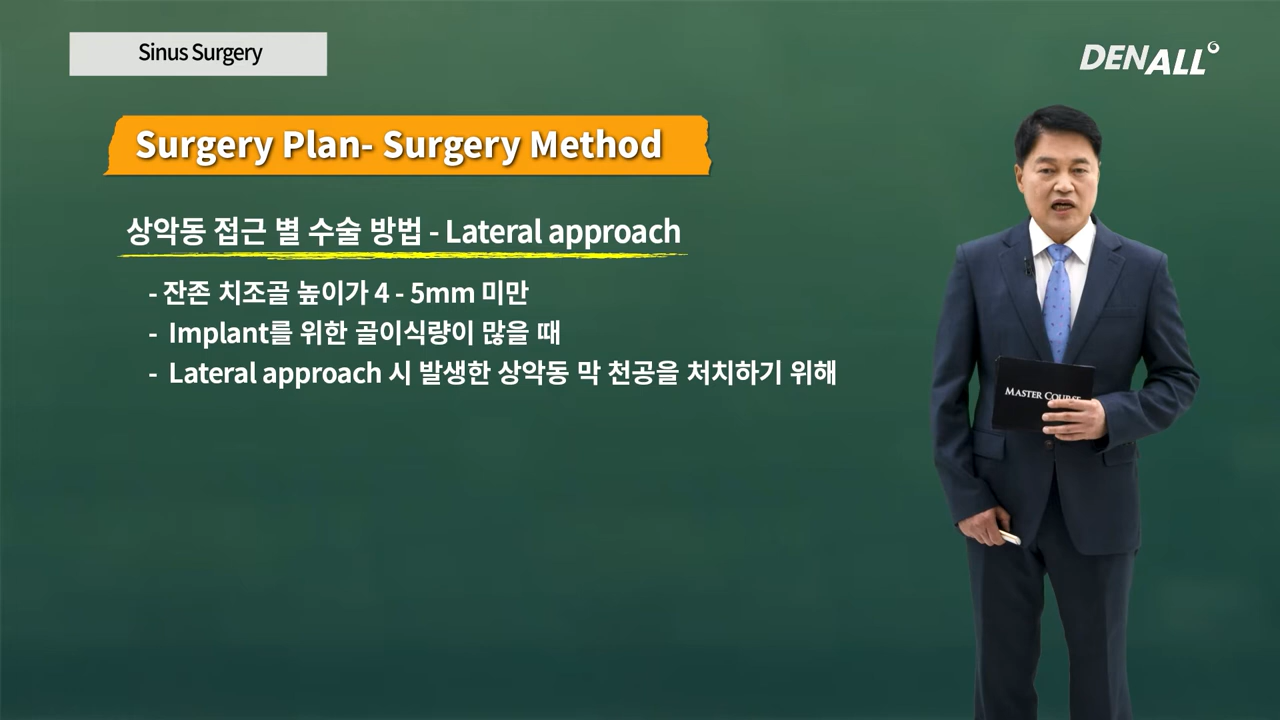 Sinus Surgery
DENALL
Surgery Plan- Surgery Method
상악동 접근 별 수술 방법 - Lateral approach
- 잔존 치조골 높이가 4 - 5mm 미만
- Implant를 위한 골이식량이 많을 때
- Lateral approach 시 발생한 상악동 막 천공을 처치하기 위해
MASTER COURSE